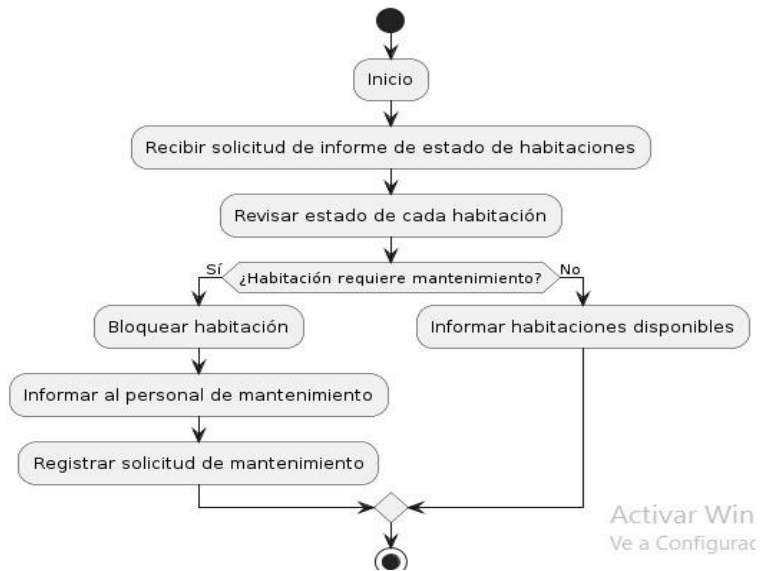 Inicio
Recibir solicitud de informe de estado de habitaciones
Revisar estado de cada habitación
Sí
¿Habitación requiere mantenimiento?
No
Bloquear habitación
Informar habitaciones disponibles
Informar al personal de mantenimiento
Registrar solicitud de mantenimiento
Activar Win
Ve a Configurac